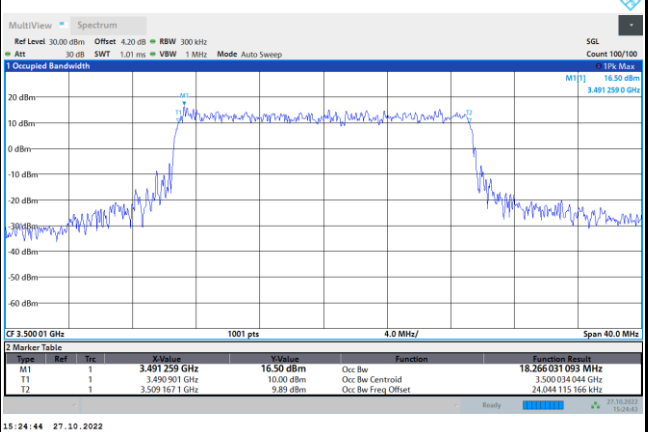 MultiView Spectrum
Ref Level 30.00 dBm Offset 4.20 dB RBW 300 kHz SGL
Att 30 dB SWT 1.01 ms VBW 1 MHz Mode Auto Sweep Count 100/100
1 Occupied Bandwidth 1Pk Max
M1[1] 16.50 dBm
3.491 259 0 GHz
M1
20 dBm
T1 T2
10 dBm
0 dBm
-10 dBm
-20 dBm
-30 dBm
-40 dBm
-50 dBm
-60 dBm
CF 3.500 01 GHz 1001 pts 4.0 MHz/ Span 40.0 MHz
2 Marker Table
Type Ref Trc X-Value Y-Value Function Function Result
M1 1 3.491 259 GHz 16.50 dBm Occ Bw 18.266 031 093 MHz
T1 1 3.490 901 GHz 10.00 dBm Occ Bw Centroid 3.500 034 044 GHz
T2 1 3.509 167 1 GHz 9.89 dBm Occ Bw Freq Offset 24.044 115 166 kHz
Ready 27.10.2022
15:24:43
15:24:44 27.10.2022